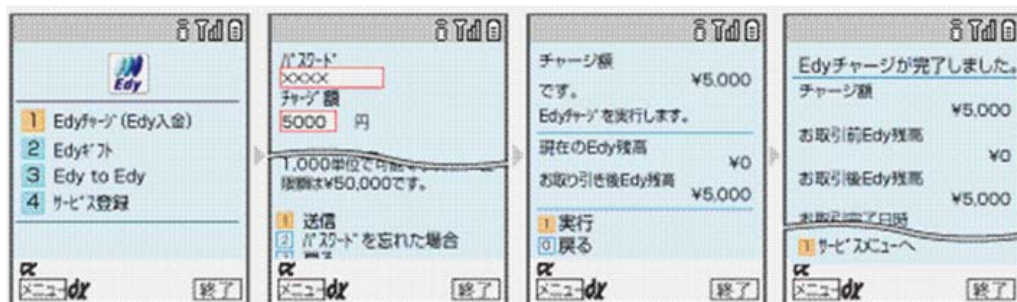 Edy
1 Edyﾁｬｰｼﾞ(Edy入金)
2 Edyｷﾞﾌﾄ
3 Edy to Edy
4 ｻｰﾋﾞｽ登録
メニュー
終了
ﾊﾟｽﾜｰﾄﾞ
××××
ﾁｬｰｼﾞ額
5000 円
1,000単位で可能
限額は¥50,000です。
1 送信
2 ﾊﾟｽﾜｰﾄﾞを忘れた場合
戻る
メニュー
終了
チャージ額
¥5,000
です。
Edyﾁｬｰｼﾞを実行します。
現在のEdy残高
¥0
お取り引き後Edy残高
¥5,000
1 実行
0 戻る
メニュー
終了
Edyチャージが完了しました。
チャージ額
¥5,000
お取引前Edy残高
¥0
お取引後Edy残高
¥5,000
お取引完了日時
1 ｻｰﾋﾞｽﾒﾆｭｰへ
メニュー
終了